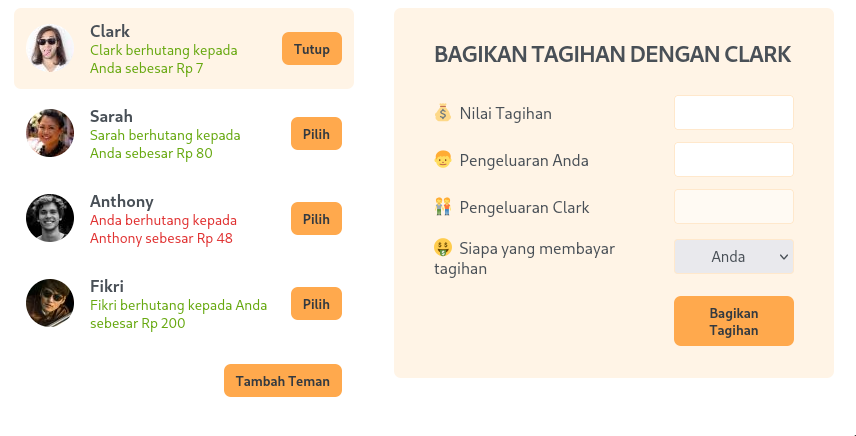 Clark
Clark berhutang kepada
Anda sebesar Rp 7
Tutup
Sarah
Sarah berhutang kepada
Anda sebesar Rp 80
Pilih
Anthony
Anda berhutang kepada
Anthony sebesar Rp 48
Pilih
Fikri
Fikri berhutang kepada Anda
sebesar Rp 200
Pilih
Tambah Teman
BAGIKAN TAGIHAN DENGAN CLARK
Nilai Tagihan
Pengeluaran Anda
Pengeluaran Clark
Siapa yang membayar
tagihan
Anda
Bagikan
Tagihan